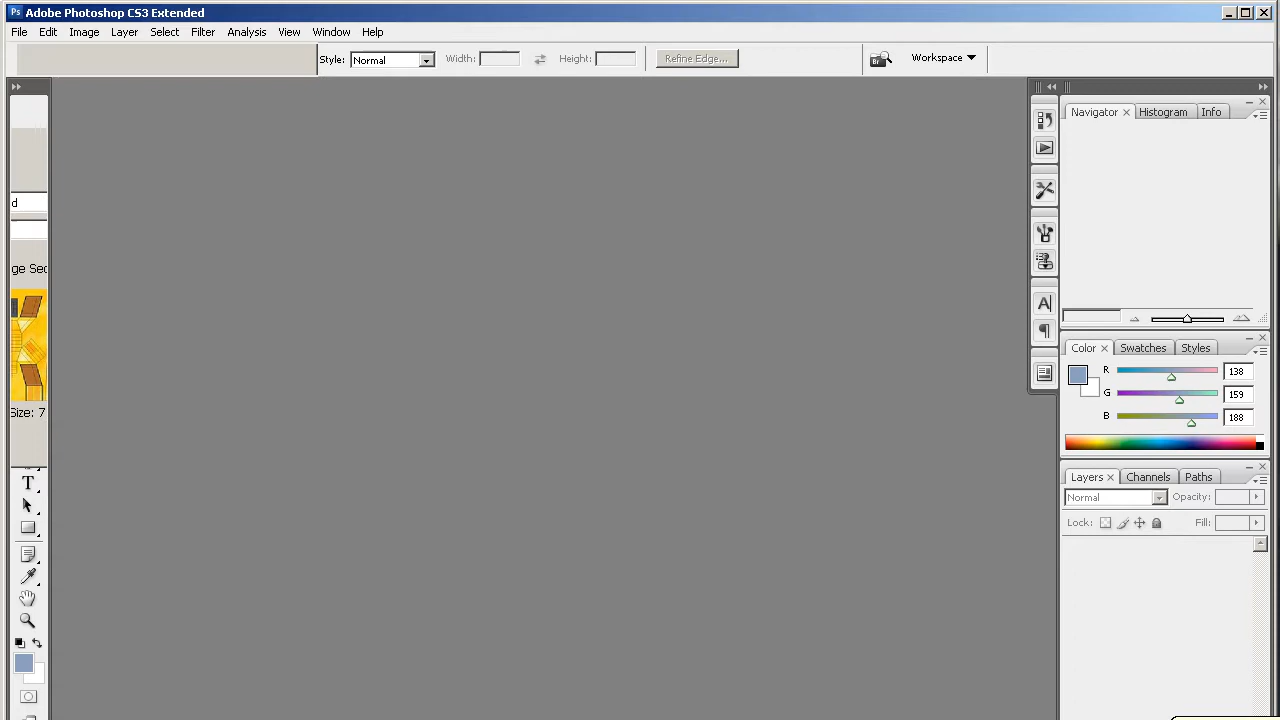 Ps Adobe Photoshop CS3 Extended
File Edit Image Layer Select Filter Analysis View Window Help
Style: Normal Width: Height: Refine Edge... Br Workspace
Navigator Histogram Info
d
ge Sec
Size: 7
Color Swatches Styles
R 138
G 159
B 188
Layers Channels Paths
Normal Opacity:
Lock: Fill:
A
T